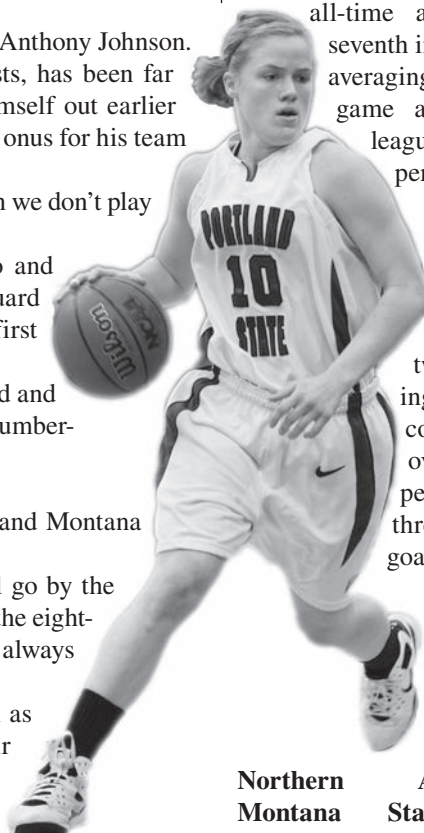 Anthony Johnson.
sts, has been far
mself out earlier
onus for his team
n we don't play
o and
uard
first
d and
umber-
and Montana
l go by the
the eight-
always
as
r
PORTLAND
10
STATE
Wilson
NCAA
all-time a
seventh i
averaging
game a
leagu
per
tw
ing
co
ov
pe
thr
goa
Northern A
Montana Sta